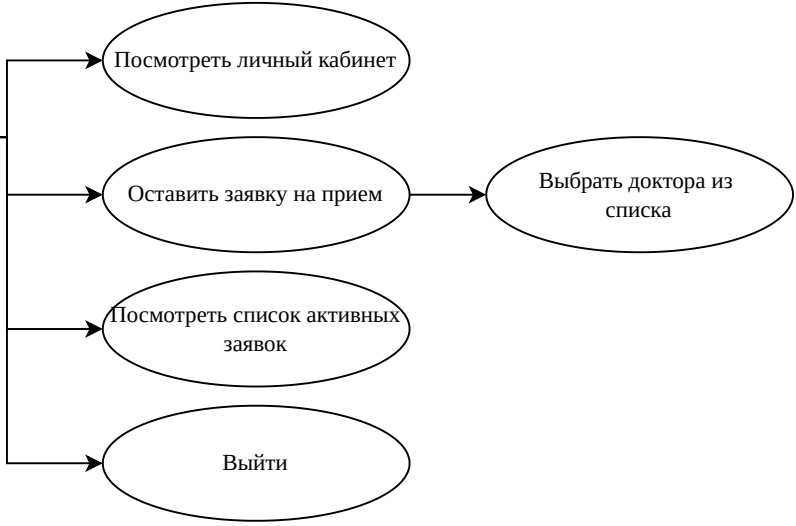 Посмотреть личный кабинет
Оставить заявку на прием
Выбрать доктора из
списка
Посмотреть список активных
заявок
Выйти